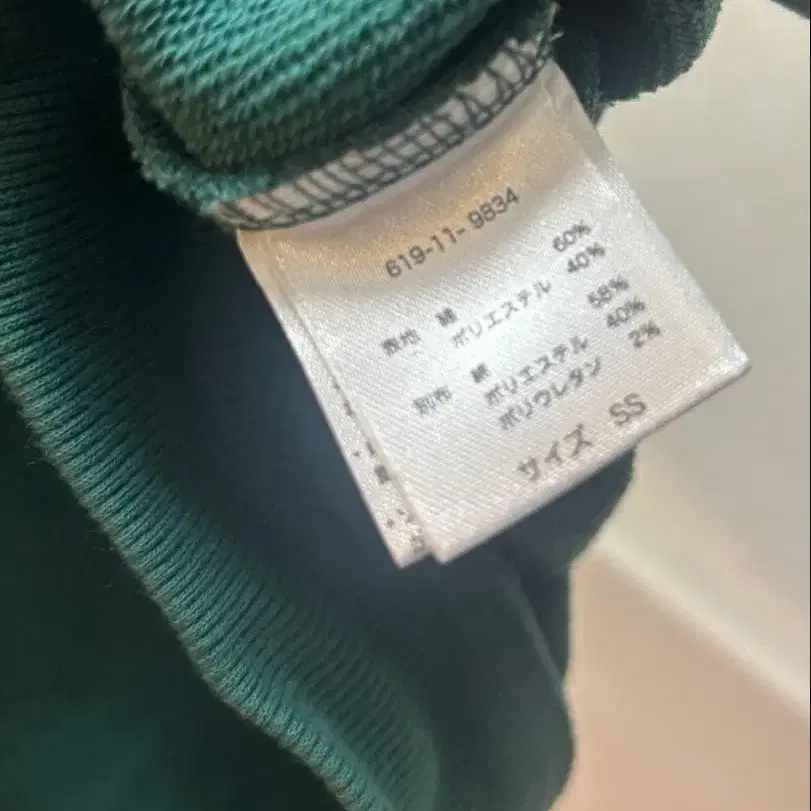 619-11-9834
表地 綿 60%
ポリエステル 40%
別布 綿 58%
ポリエステル 40%
ポリウレタン 2%
サイズ SS